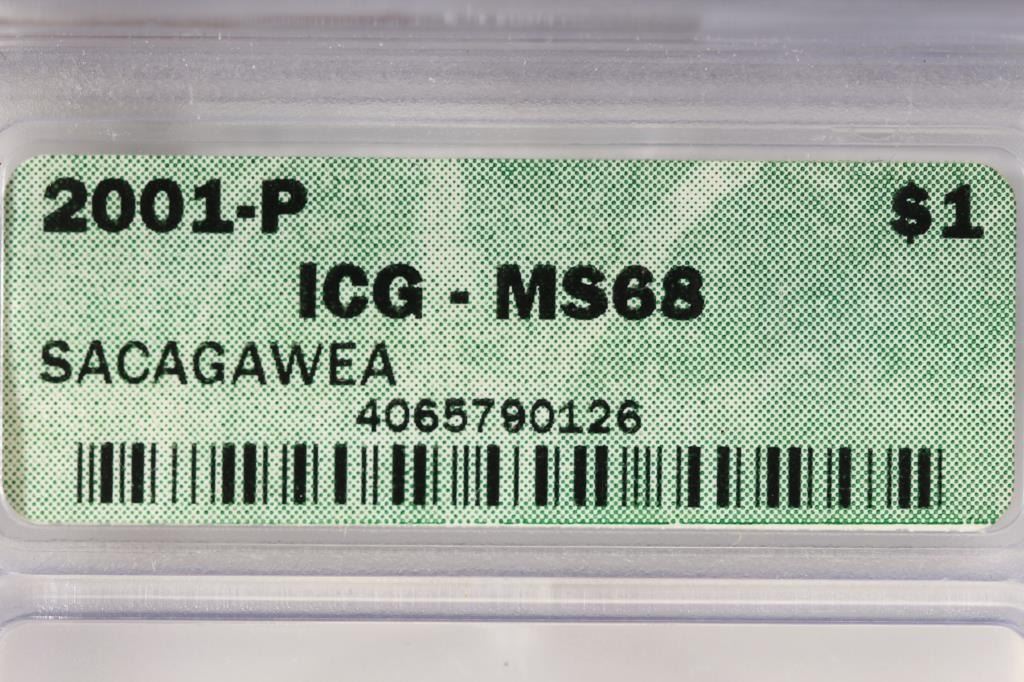 2001-P $1
ICG - MS68
SACAGAWEA
4065790126